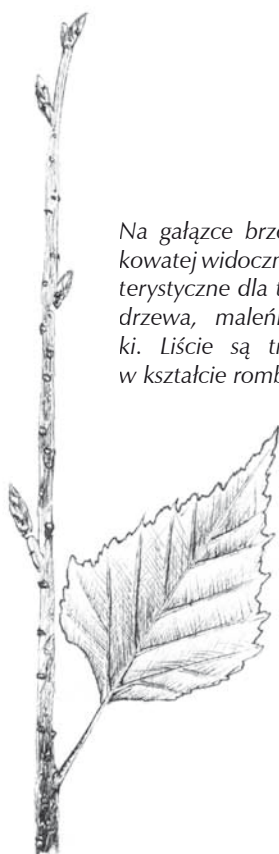 Na gałązce brz
kowatej widoczn
terystyczne dla t
drzewa, maleń
ki. Liście są tr
w kształcie romb